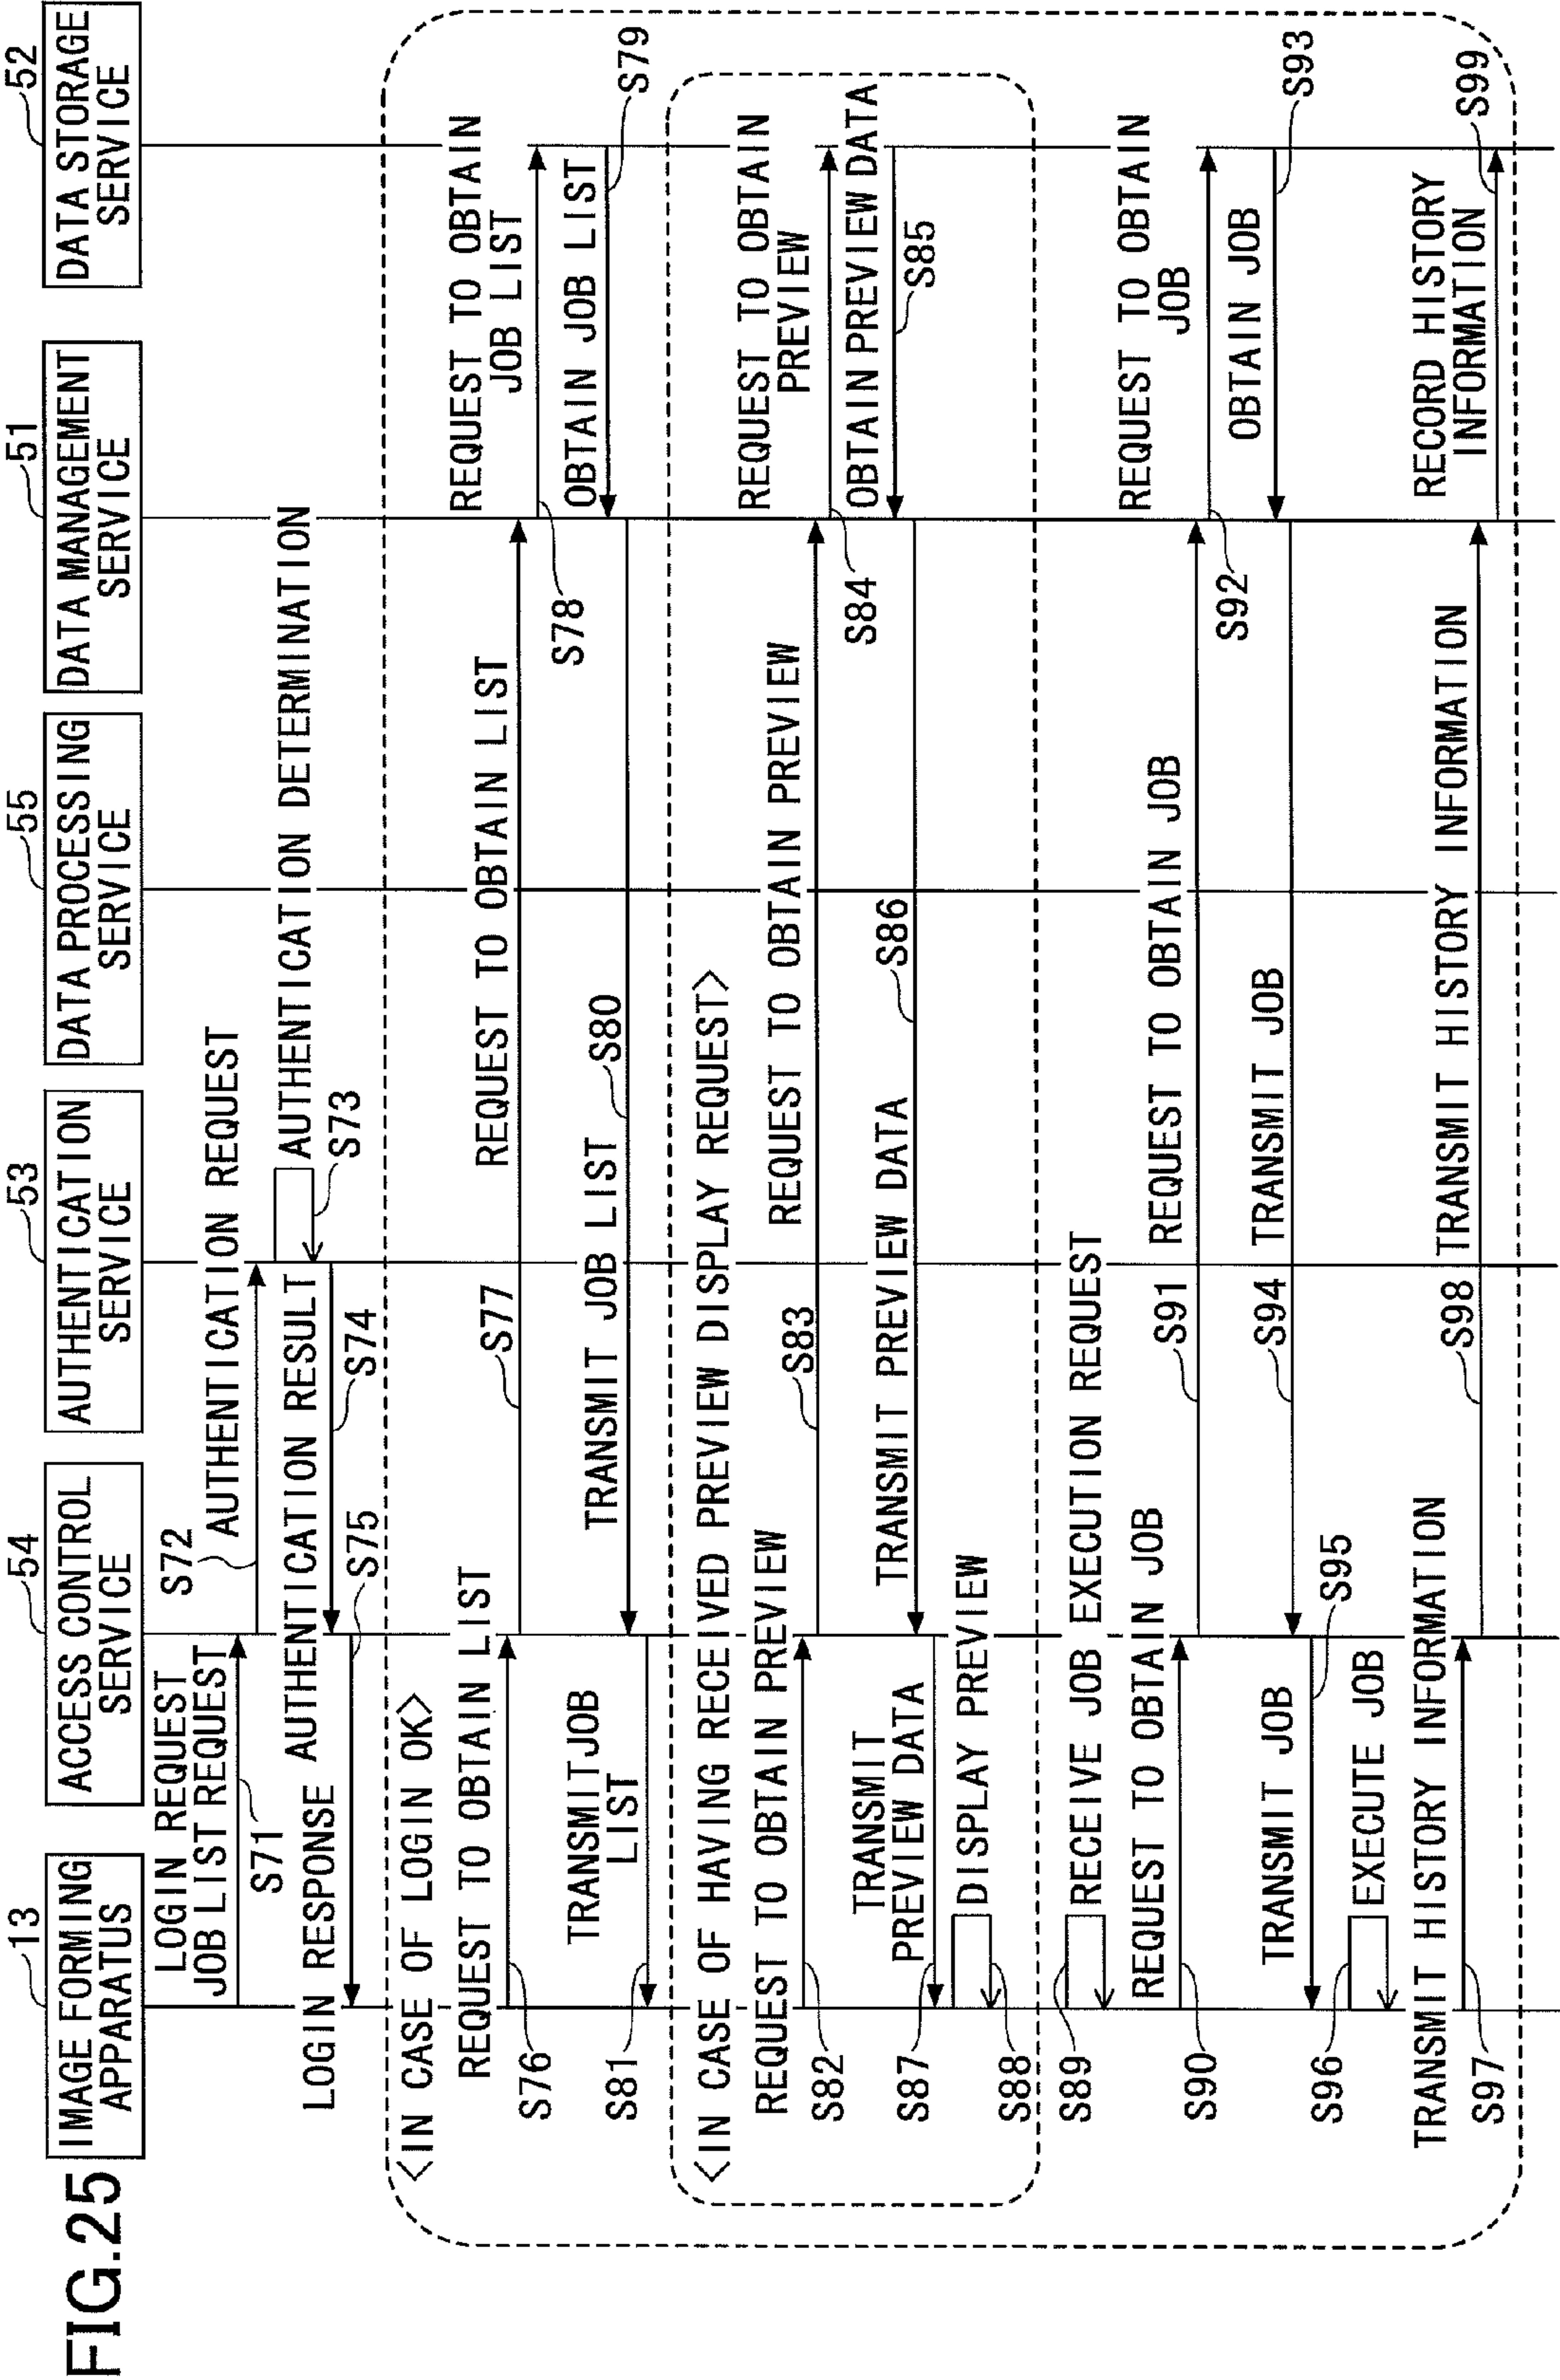 FIG.25
13
IMAGE FORMING
APPARATUS
54
ACCESS CONTROL
SERVICE
53
AUTHENTICATION
SERVICE
55
DATA PROCESSING
SERVICE
51
DATA MANAGEMENT
SERVICE
52
DATA STORAGE
SERVICE
LOGIN REQUEST
JOB LIST REQUEST
S71
S72
AUTHENTICATION REQUEST
AUTHENTICATION DETERMINATION
S73
AUTHENTICATION RESULT
S74
LOGIN RESPONSE
S75
<IN CASE OF LOGIN OK>
REQUEST TO OBTAIN LIST
S76
S77
REQUEST TO OBTAIN LIST
REQUEST TO OBTAIN
JOB LIST
S78
OBTAIN JOB LIST
S79
TRANSMIT JOB LIST
S80
TRANSMIT JOB
LIST
S81
<IN CASE OF HAVING RECEIVED PREVIEW DISPLAY REQUEST>
REQUEST TO OBTAIN PREVIEW
S82
S83
REQUEST TO OBTAIN PREVIEW
REQUEST TO OBTAIN
PREVIEW
S84
OBTAIN PREVIEW DATA
S85
TRANSMIT PREVIEW DATA
S86
TRANSMIT
PREVIEW DATA
S87
DISPLAY PREVIEW
S88
RECEIVE JOB EXECUTION REQUEST
S89
REQUEST TO OBTAIN JOB
S90
S91
REQUEST TO OBTAIN JOB
REQUEST TO OBTAIN
JOB
S92
OBTAIN JOB
S93
S94
TRANSMIT JOB
TRANSMIT JOB
S95
EXECUTE JOB
S96
TRANSMIT HISTORY INFORMATION
S97
S98
TRANSMIT HISTORY INFORMATION
RECORD HISTORY
INFORMATION
S99